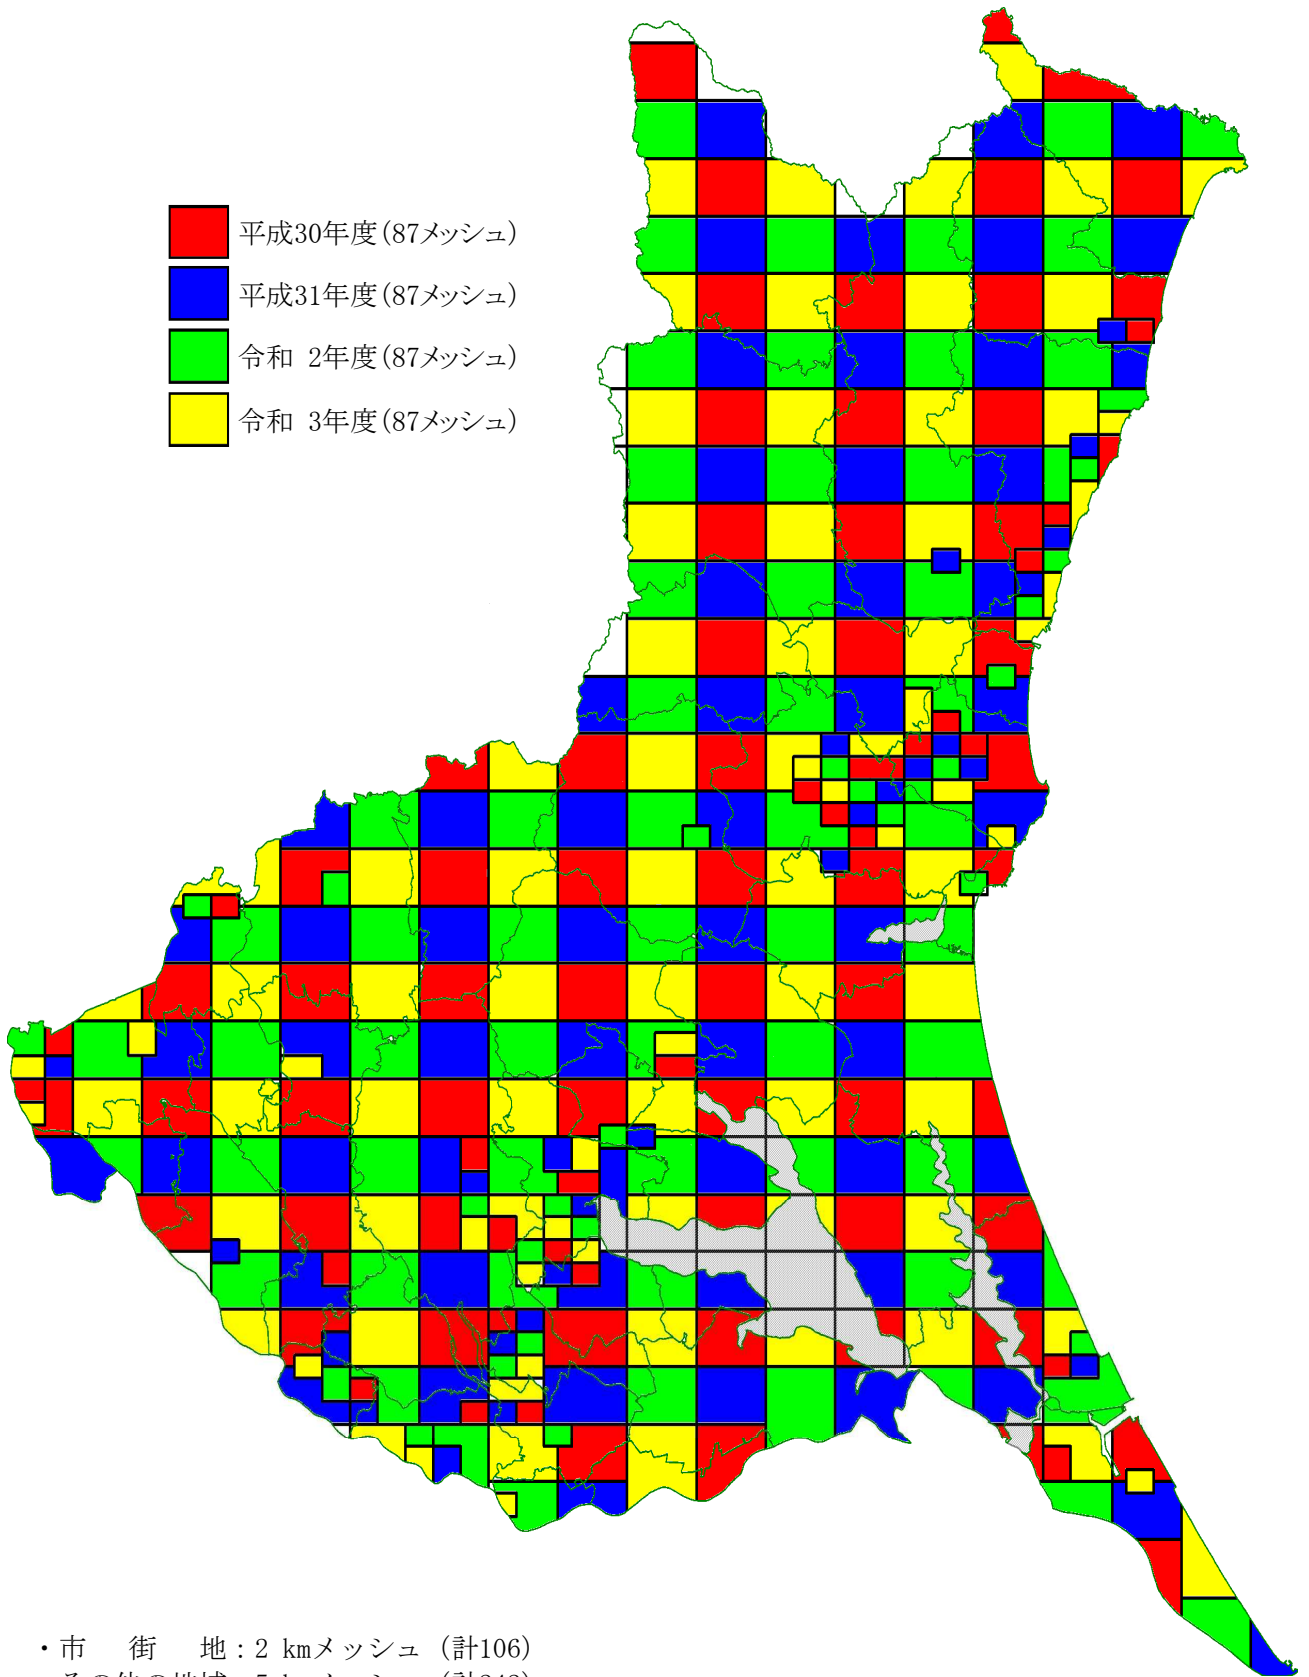 平成30年度(87メッシュ)
平成31年度(87メッシュ)
令和 2年度(87メッシュ)
令和 3年度(87メッシュ)
・市 街 地：2 kmメッシュ (計106)